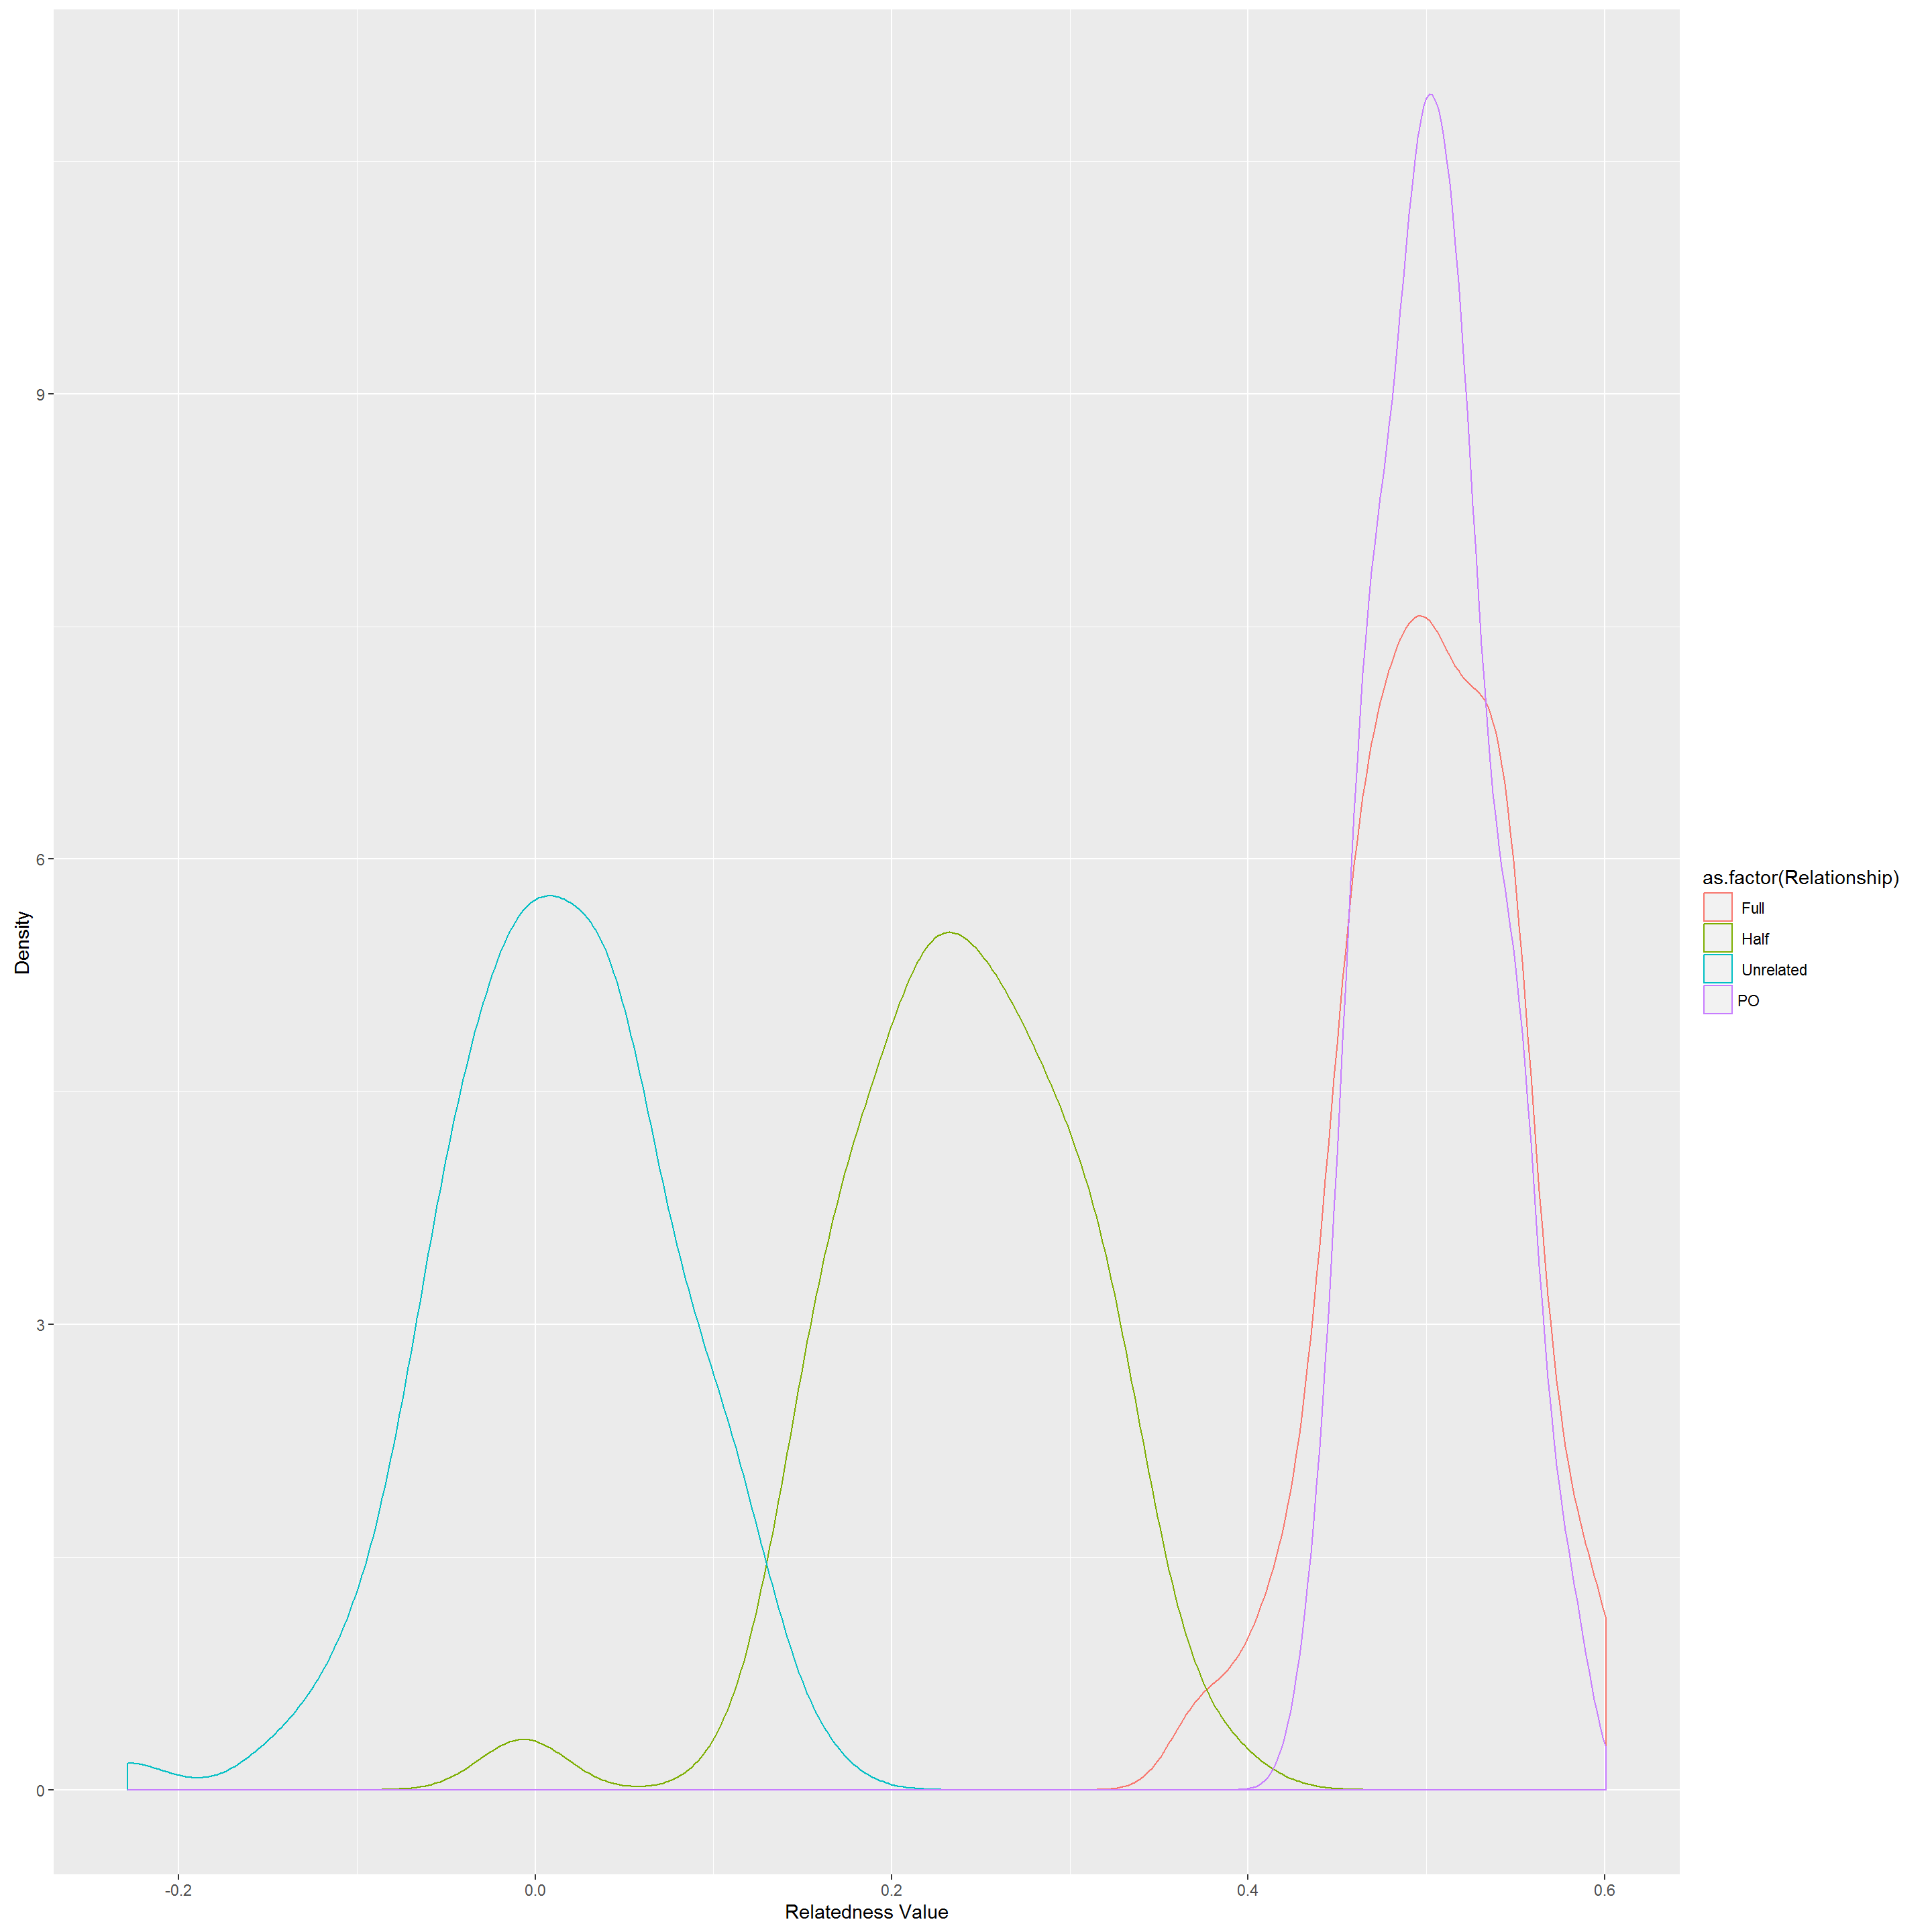 9
6
3
0
Density
-0.2 0.0 0.2 0.4 0.6
Relatedness Value
as.factor(Relationship)
Full
Half
Unrelated
PO